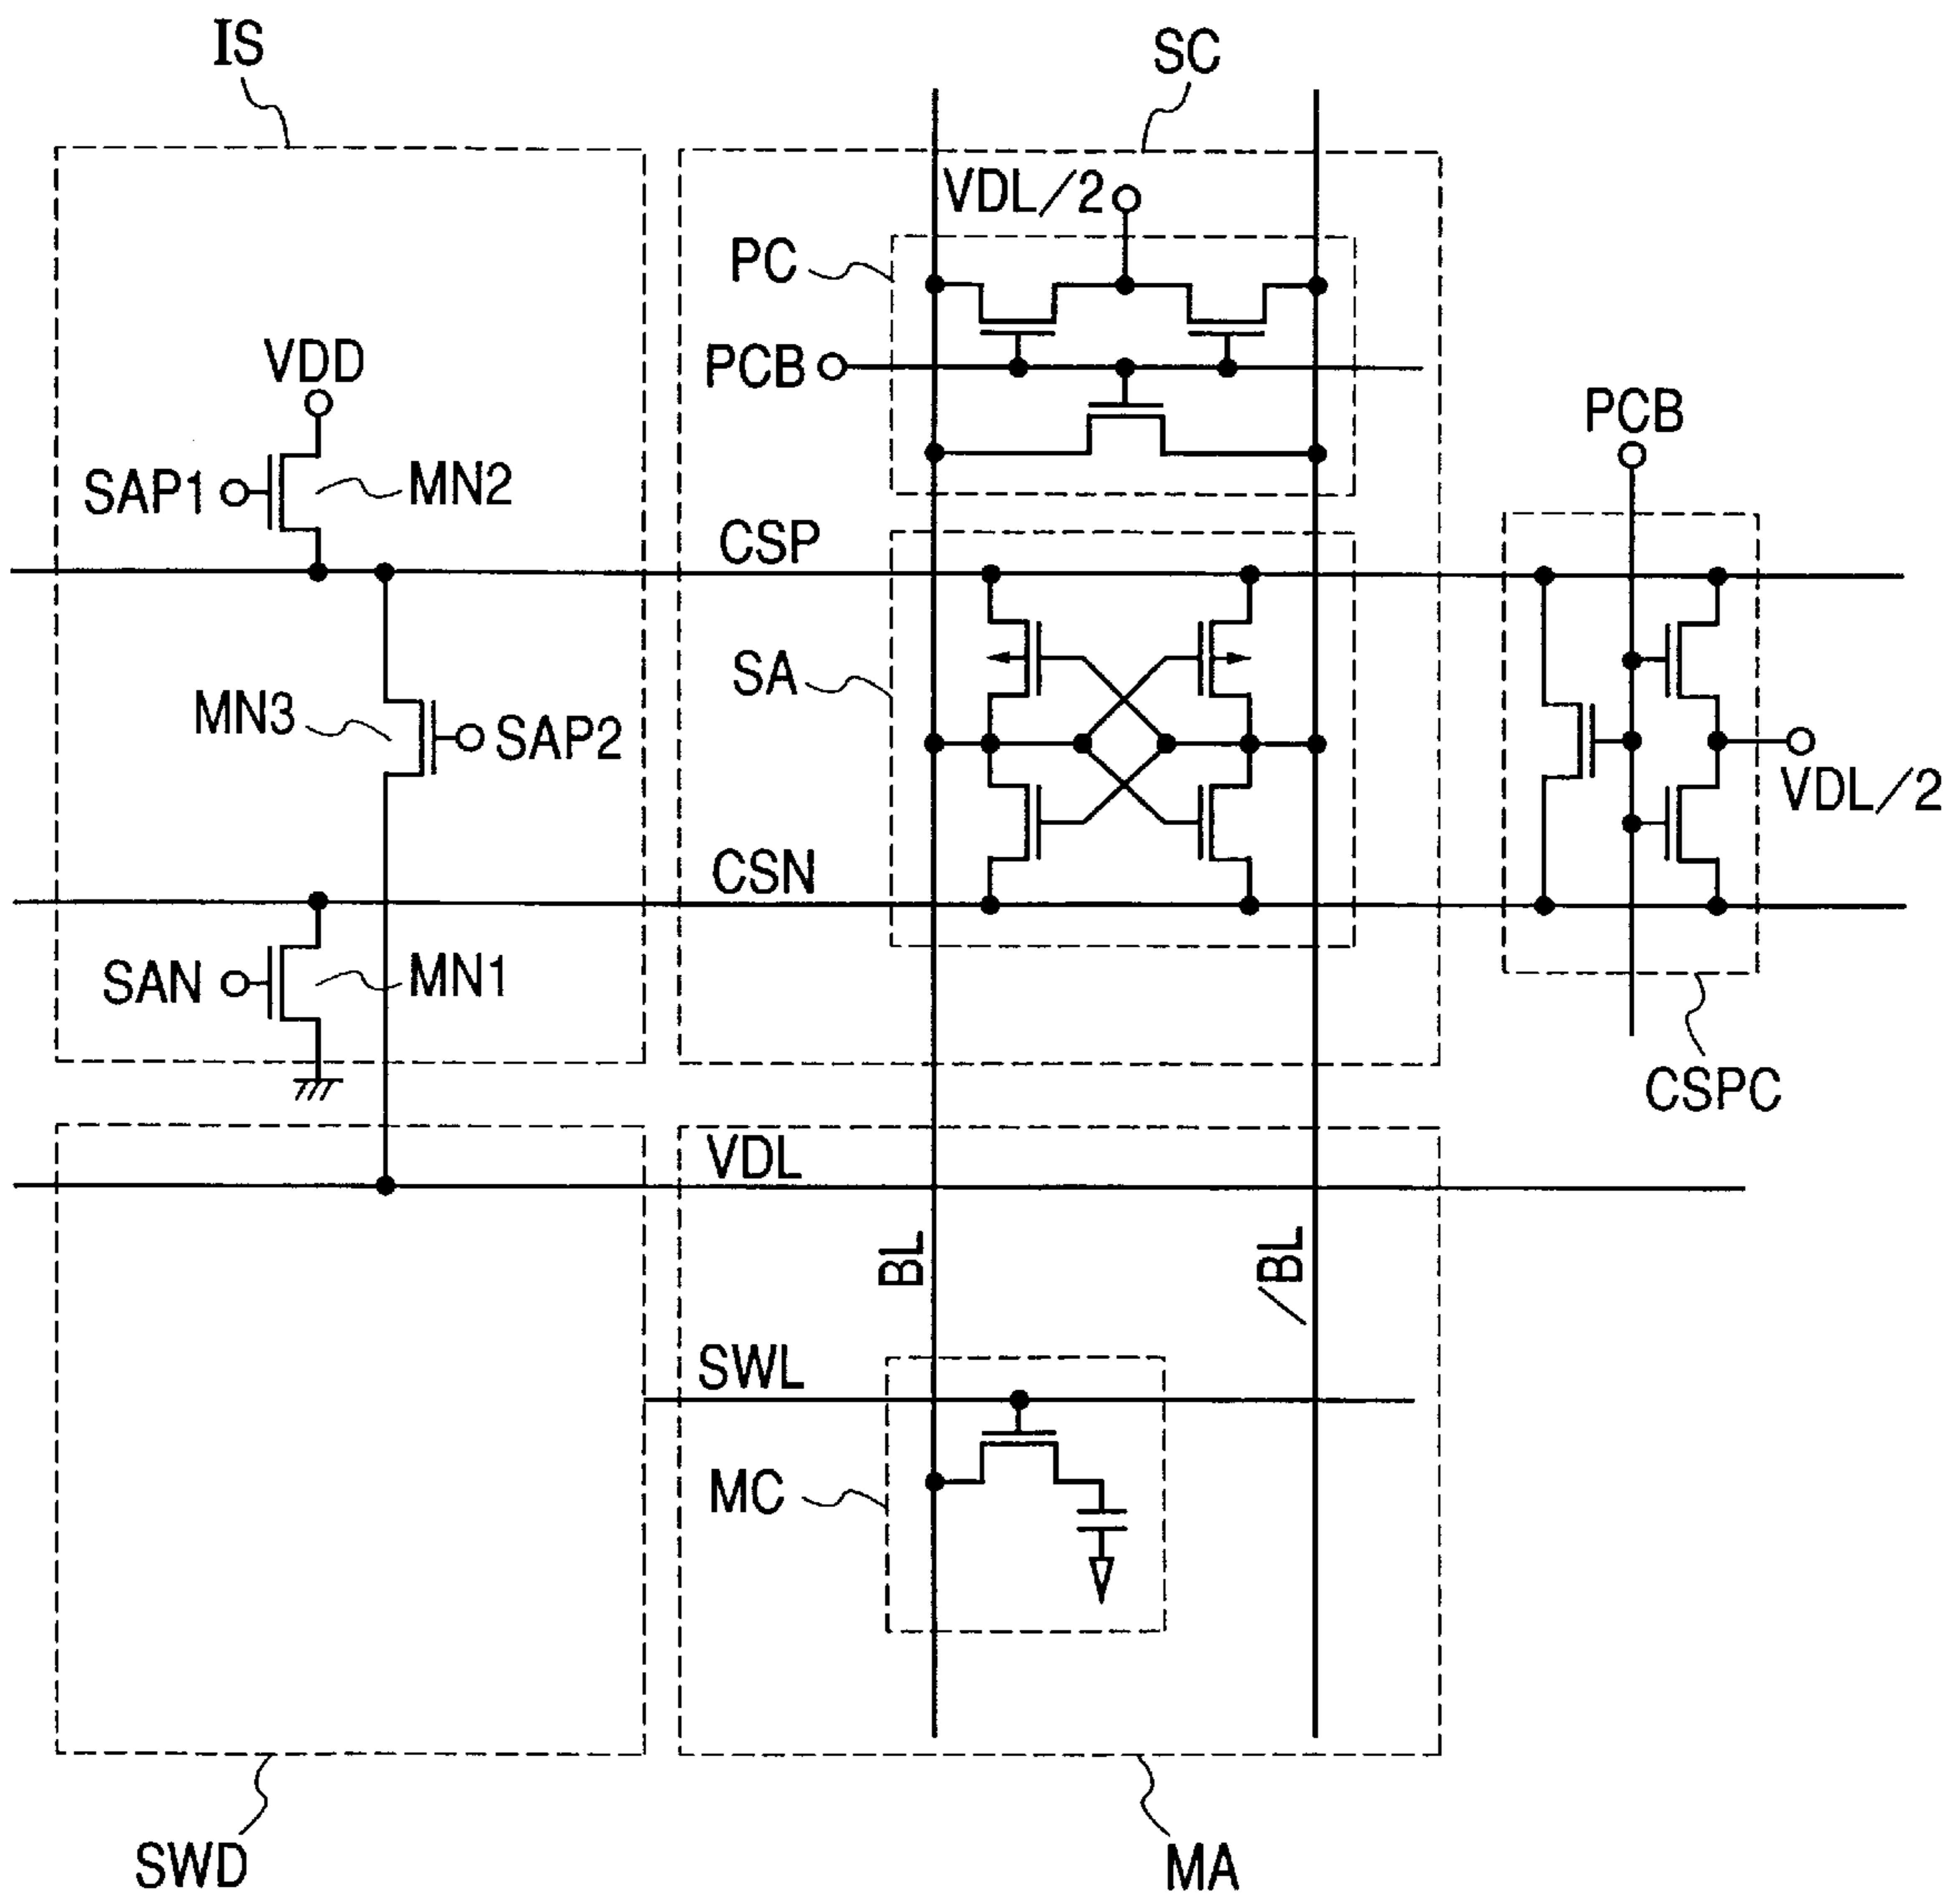 IS
SC
VDL/2
PC
PCB
VDD
PCB
SAP1
MN2
CSP
SA
MN3
SAP2
VDL/2
CSN
SAN
MN1
CSPC
VDL
BL
/BL
SWL
MC
SWD
MA